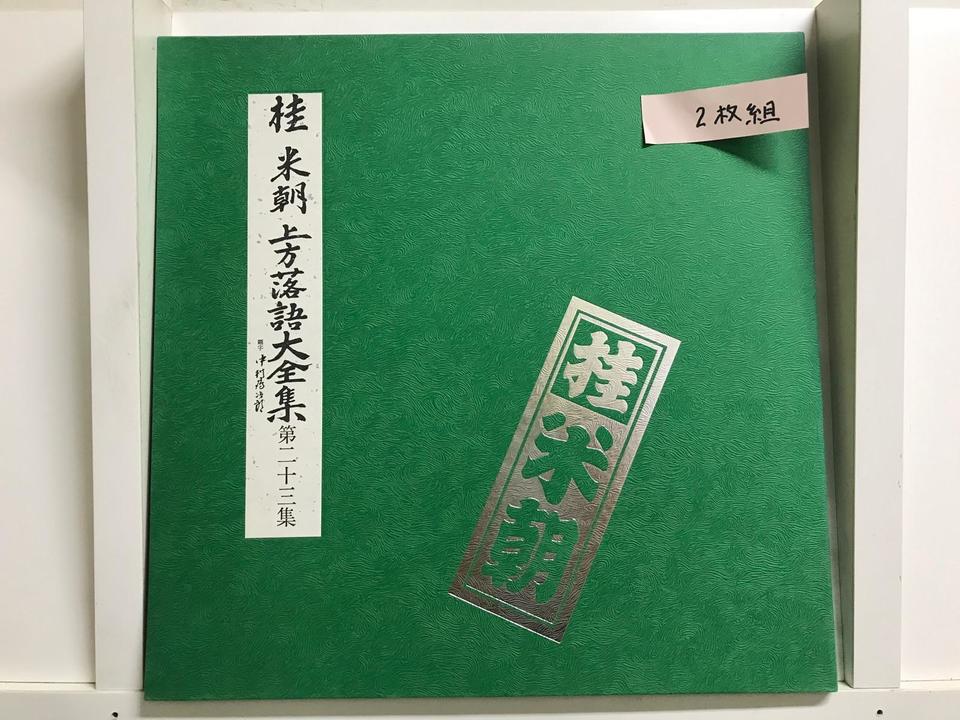 桂 米朝 上方落語大全集 第二十三集
2枚組
桂米朝